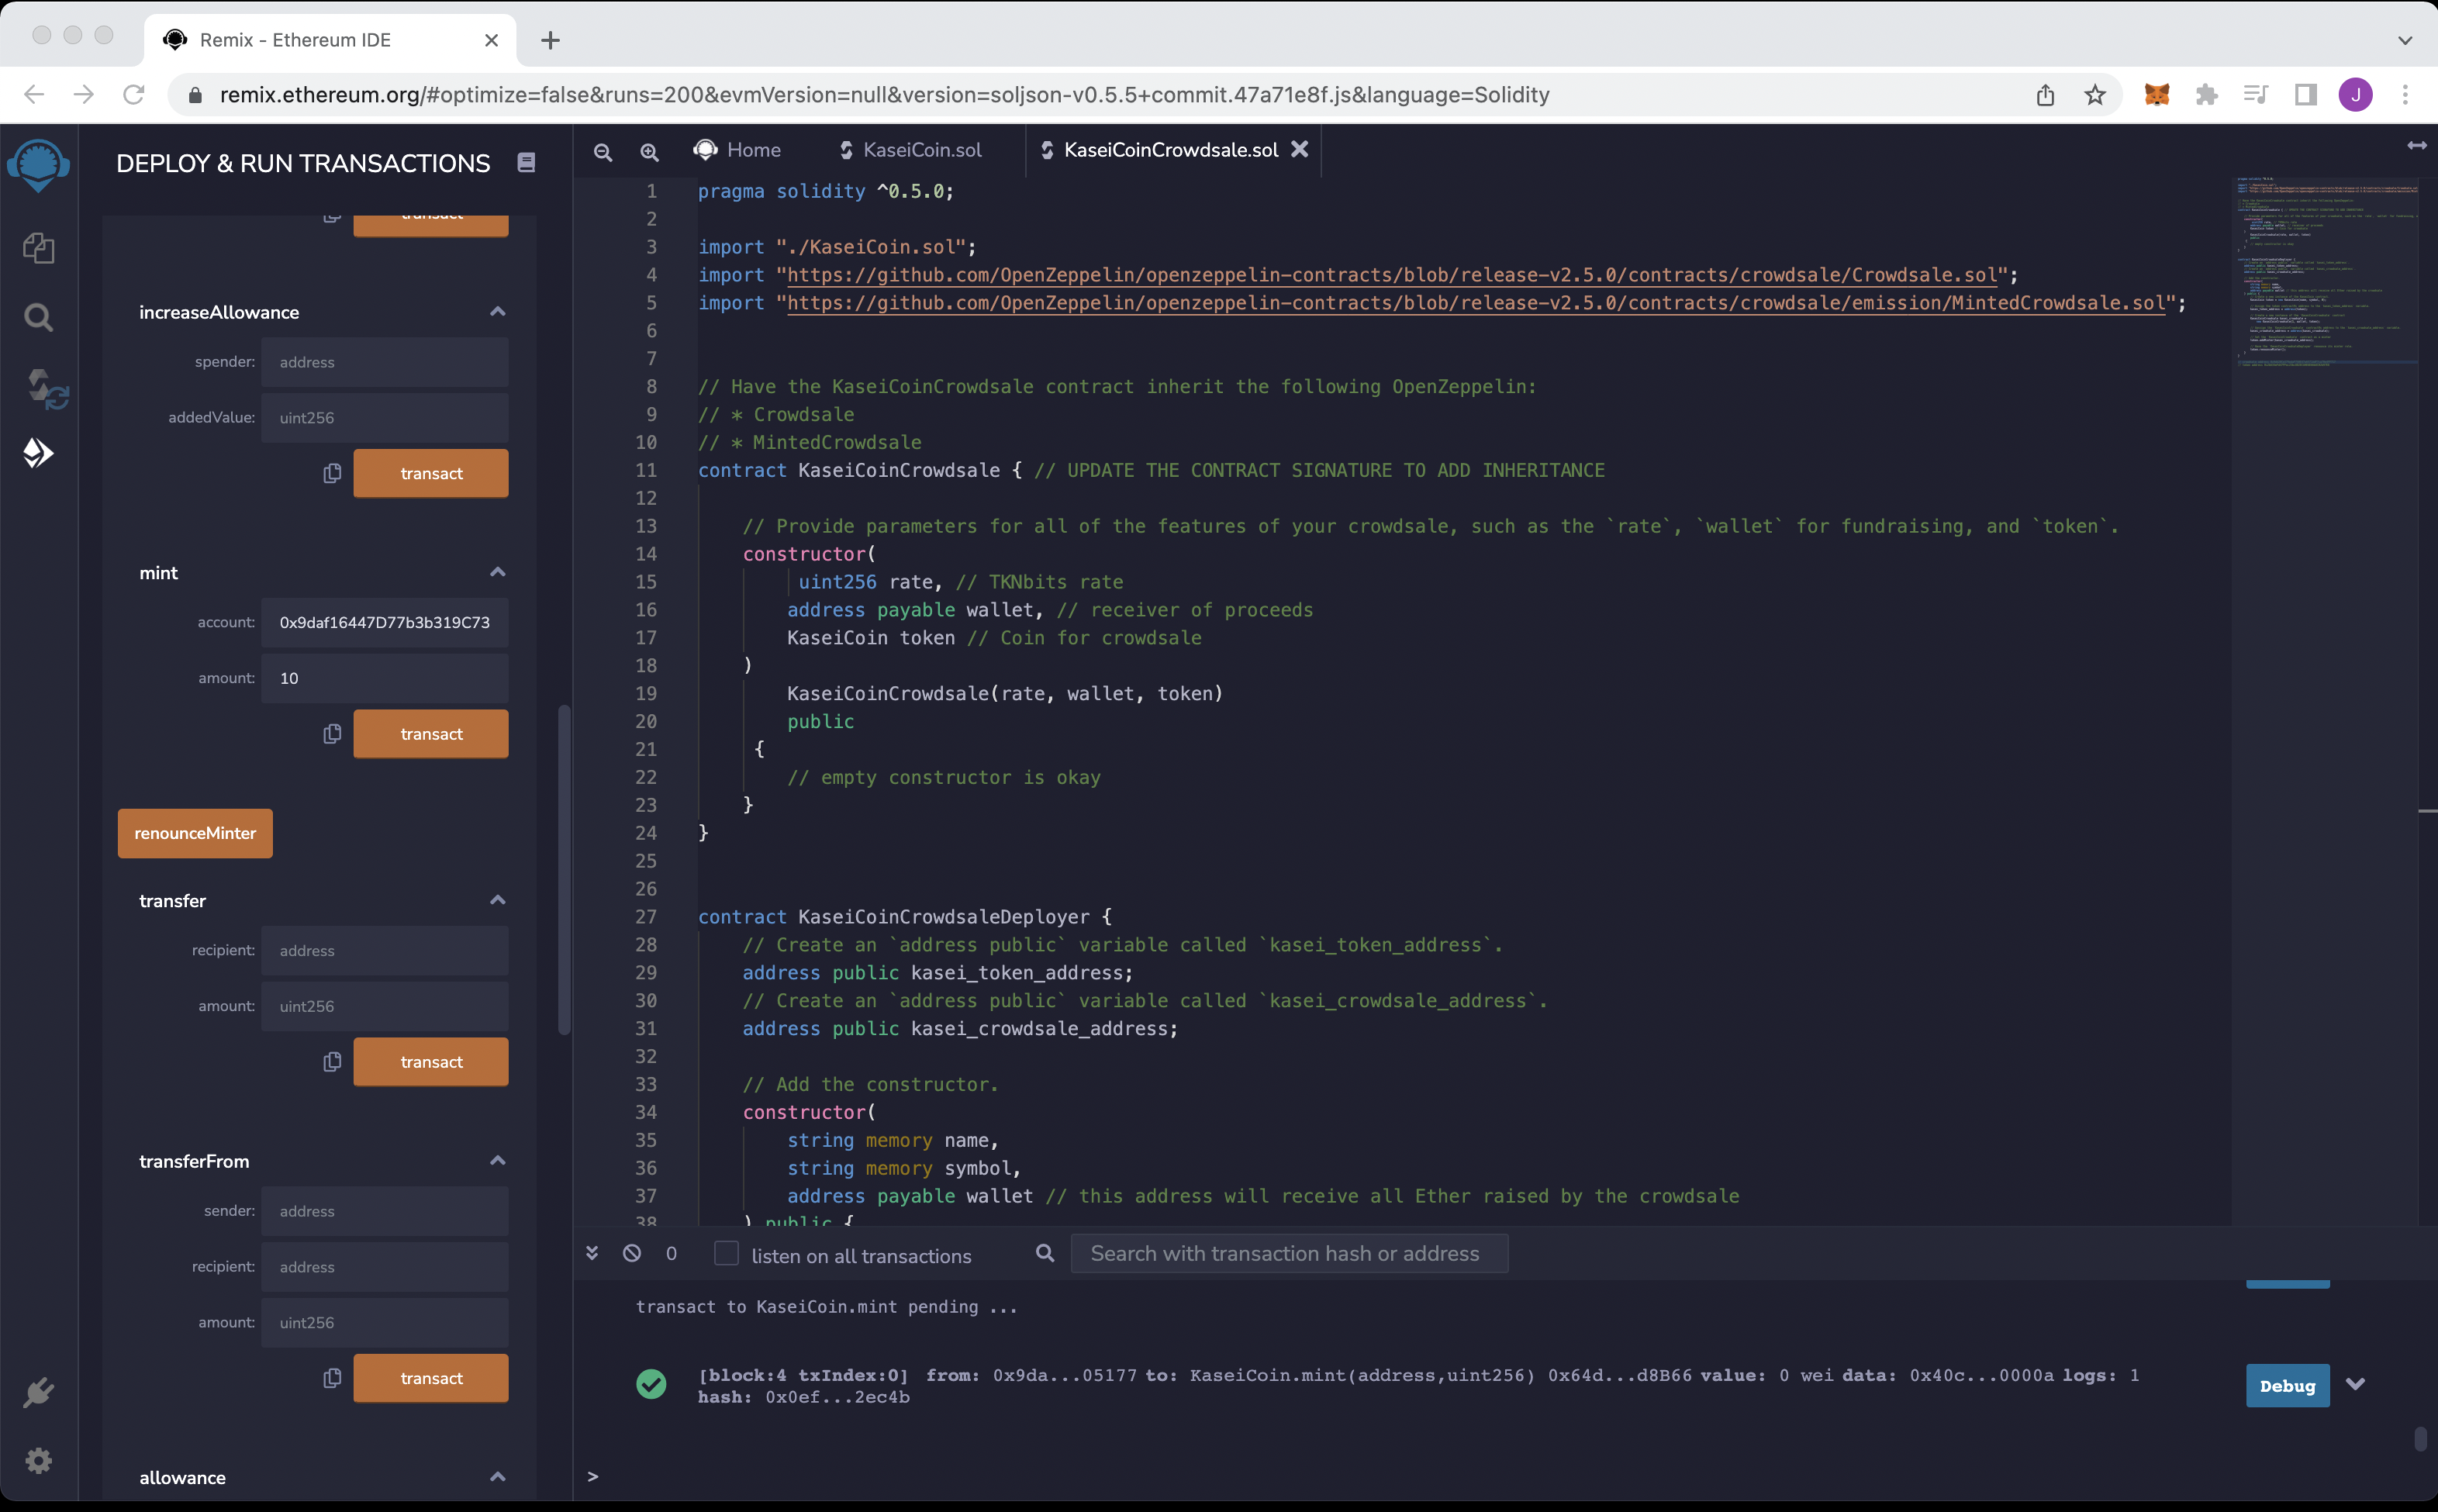 Remix - Ethereum IDE
remix.ethereum.org/#optimize=false&runs=200&evmVersion=null&version=soljson-v0.5.5+commit.47a71e8f.js&language=Solidity
J
DEPLOY & RUN TRANSACTIONS
transact
increaseAllowance
spender: address
addedValue: uint256
transact
mint
account: 0x9daf16447D77b3b319C73
amount: 10
transact
renounceMinter
transfer
recipient: address
amount: uint256
transact
transferFrom
sender: address
recipient: address
amount: uint256
transact
allowance
Home
KaseiCoin.sol
KaseiCoinCrowdsale.sol
1 pragma solidity ^0.5.0;
2
3 import "./KaseiCoin.sol";
4 import "https://github.com/OpenZeppelin/openzeppelin-contracts/blob/release-v2.5.0/contracts/crowdsale/Crowdsale.sol";
5 import "https://github.com/OpenZeppelin/openzeppelin-contracts/blob/release-v2.5.0/contracts/crowdsale/emission/MintedCrowdsale.sol";
6
7
8 // Have the KaseiCoinCrowdsale contract inherit the following OpenZeppelin:
9 // * Crowdsale
10 // * MintedCrowdsale
11 contract KaseiCoinCrowdsale { // UPDATE THE CONTRACT SIGNATURE TO ADD INHERITANCE
12
13 // Provide parameters for all of the features of your crowdsale, such as the `rate`, `wallet` for fundraising, and `token`.
14 constructor(
15 uint256 rate, // TKNbits rate
16 address payable wallet, // receiver of proceeds
17 KaseiCoin token // Coin for crowdsale
18 )
19 KaseiCoinCrowdsale(rate, wallet, token)
20 public
21 {
22 // empty constructor is okay
23 }
24 }
25
26
27 contract KaseiCoinCrowdsaleDeployer {
28 // Create an `address public` variable called `kasei_token_address`.
29 address public kasei_token_address;
30 // Create an `address public` variable called `kasei_crowdsale_address`.
31 address public kasei_crowdsale_address;
32
33 // Add the constructor.
34 constructor(
35 string memory name,
36 string memory symbol,
37 address payable wallet // this address will receive all Ether raised by the crowdsale
38 ) public {
0
listen on all transactions
Search with transaction hash or address
transact to KaseiCoin.mint pending ...
[block:4 txIndex:0] from: 0x9da...05177 to: KaseiCoin.mint(address,uint256) 0x64d...d8B66 value: 0 wei data: 0x40c...0000a logs: 1
hash: 0x0ef...2ec4b
Debug
>